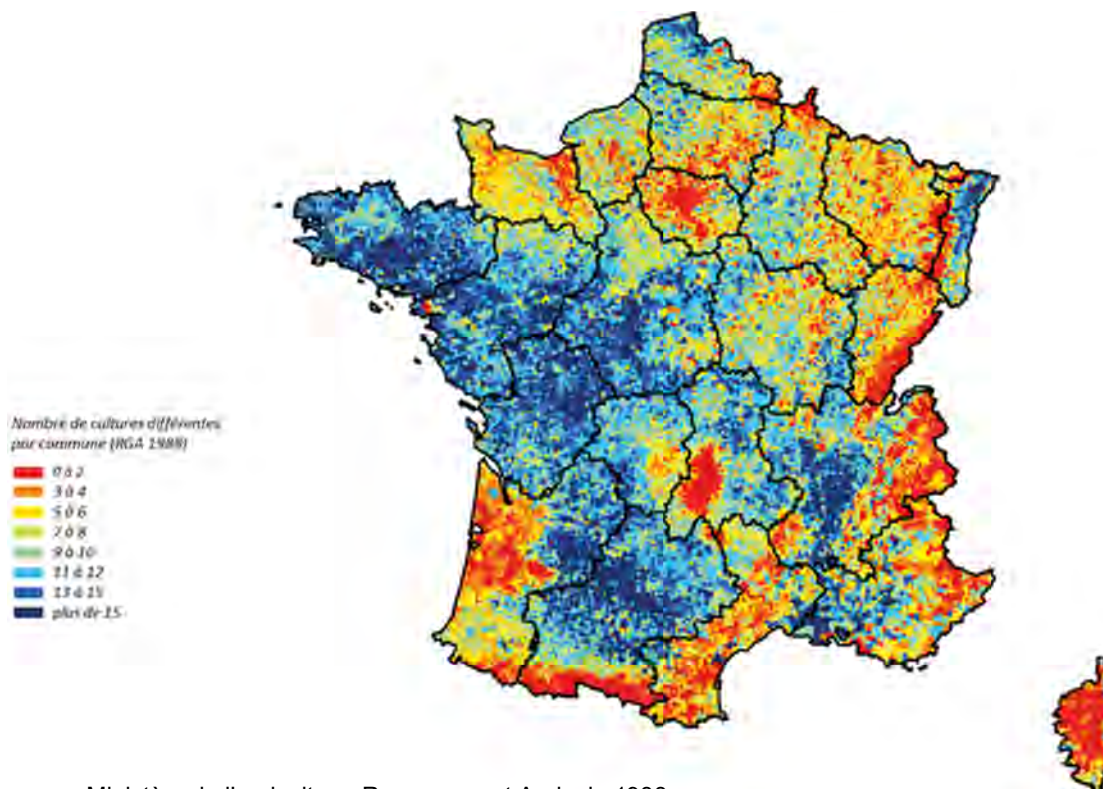 Nombre de cultures différentes
par commune (RGA 1988)
0 à 2
3 à 4
5 à 6
7 à 8
9 à 10
11 à 12
13 à 15
plus de 15